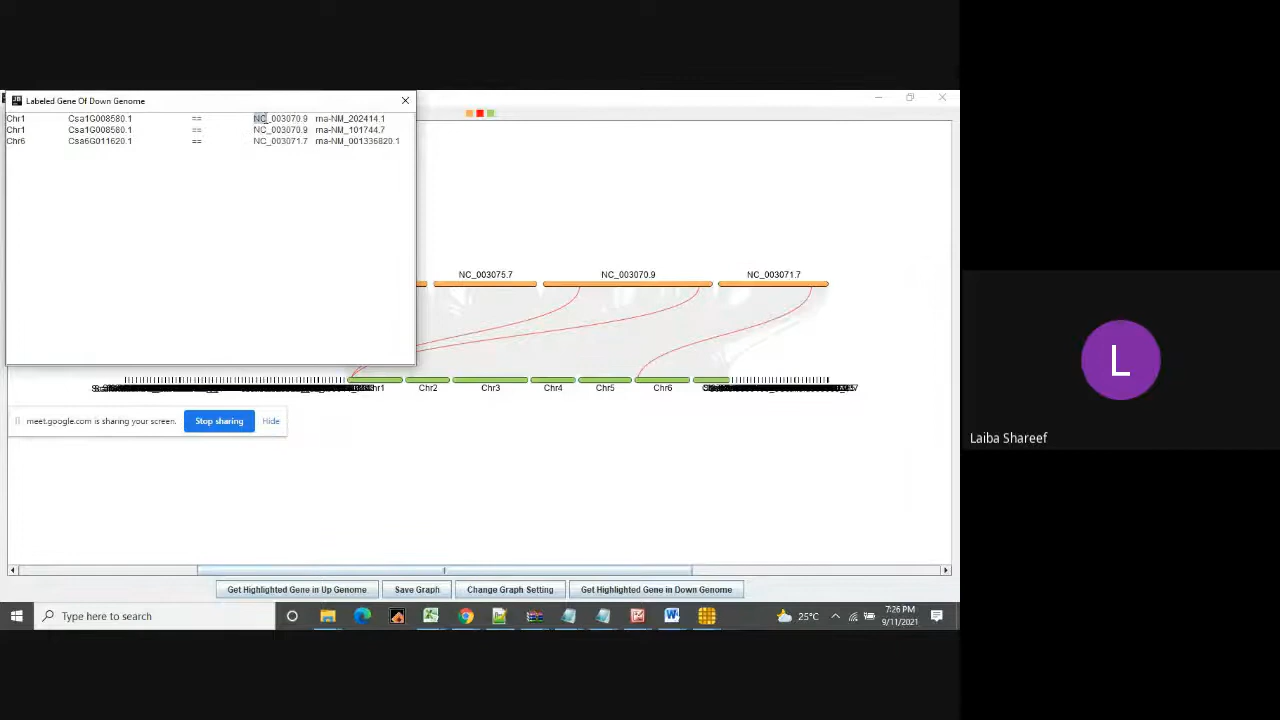 Labeled Gene Of Down Genome
Chr1 Csa1G008580.1 == NC_003070.9 rna-NM_202414.1
Chr1 Csa1G008580.1 == NC_003070.9 rna-NM_101744.7
Chr6 Csa6G011620.1 == NC_003071.7 rna-NM_001336820.1
NC_003075.7 NC_003070.9 NC_003071.7
Chr2 Chr3 Chr4 Chr5 Chr6
meet.google.com is sharing your screen. Stop sharing Hide
Get Highlighted Gene in Up Genome Save Graph Change Graph Setting Get Highlighted Gene in Down Genome
Type here to search
25°C
7:26 PM
9/11/2021
L
Laiba Shareef